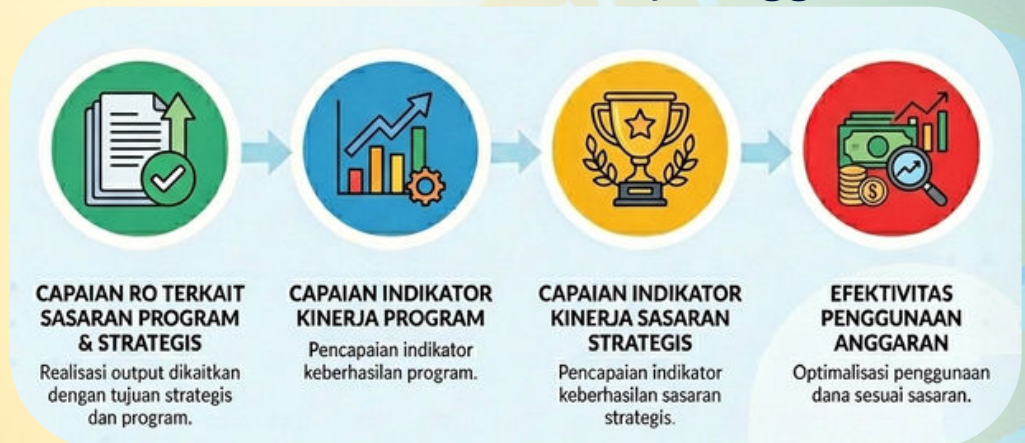 CAPAIAN RO TERKAIT
SASARAN PROGRAM
& STRATEGIS
Realisasi output dikaitkan
dengan tujuan strategis
dan program.
CAPAIAN INDIKATOR
KINERJA PROGRAM
Pencapaian indikator
keberhasilan program.
CAPAIAN INDIKATOR
KINERJA SASARAN
STRATEGIS
Pencapaian indikator
keberhasilan sasaran
strategis.
EFEKTIVITAS
PENGGUNAAN
ANGGARAN
Optimalisasi penggunaan
dana sesuai sasaran.
$